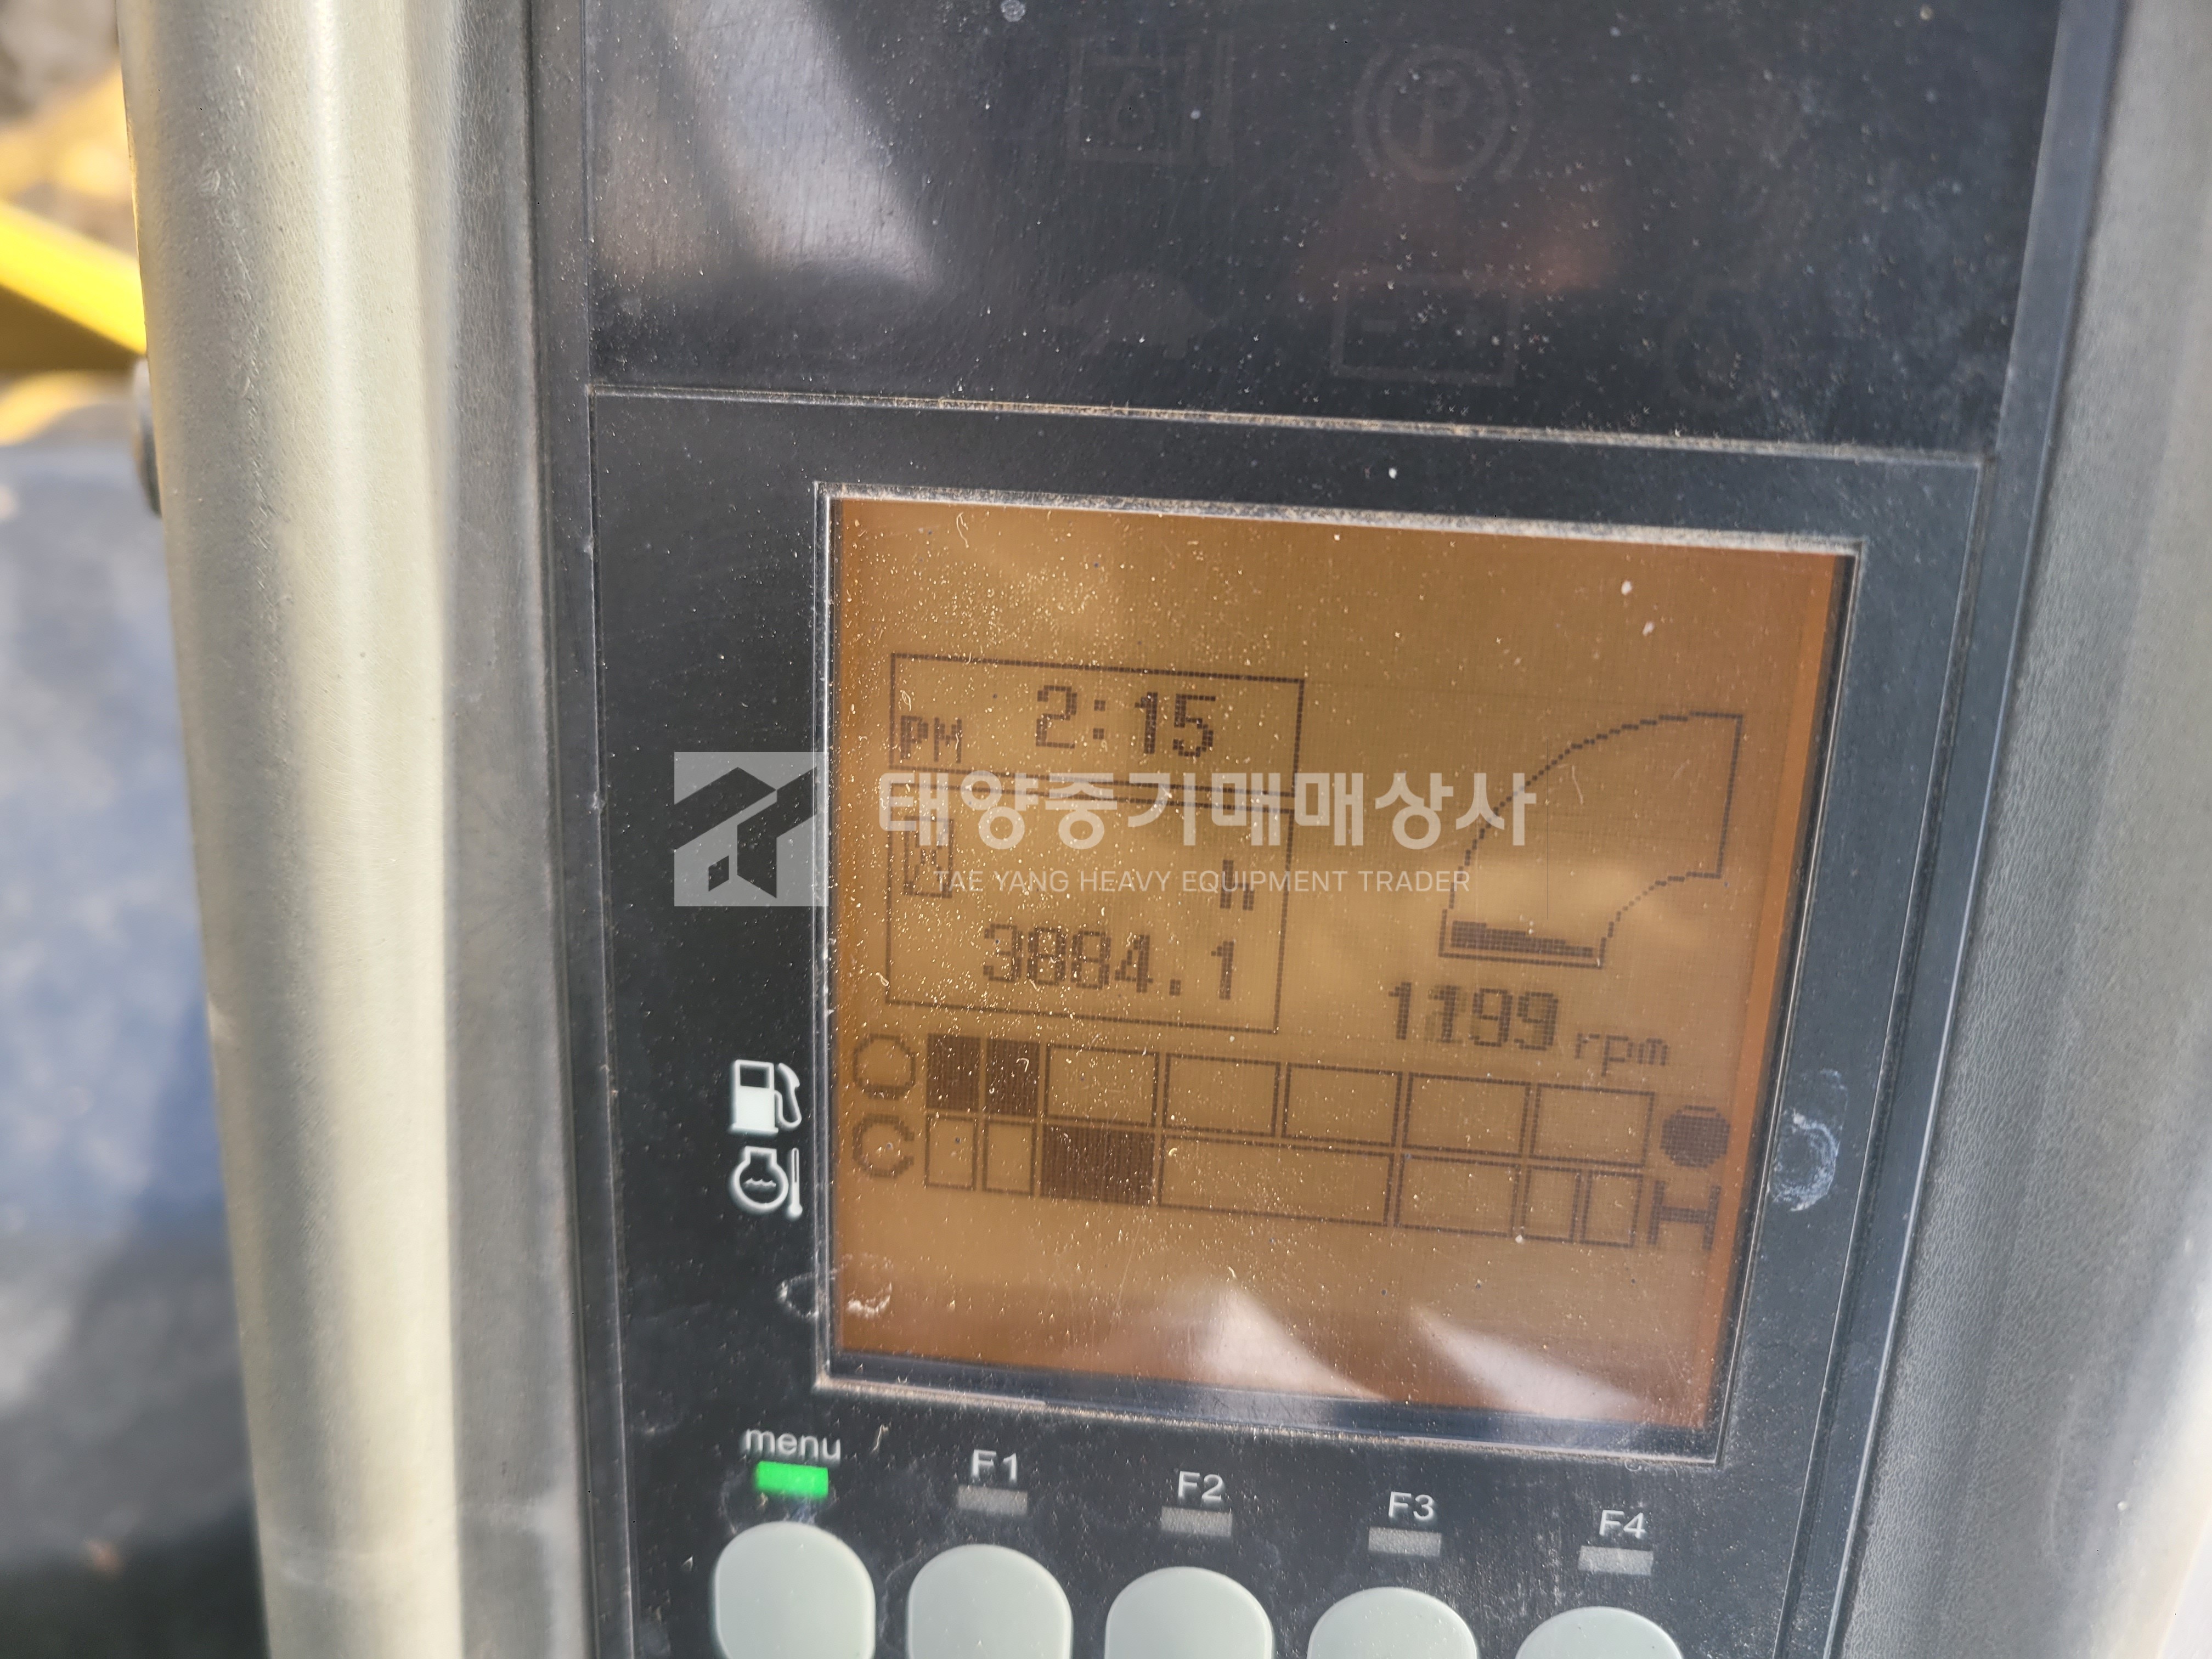 PM 2:15
태양중기매매상사
TAE YANG HEAVY EQUIPMENT TRADER
h
3884.1
rpm
C
H
menu
F1
F2
F3
F4